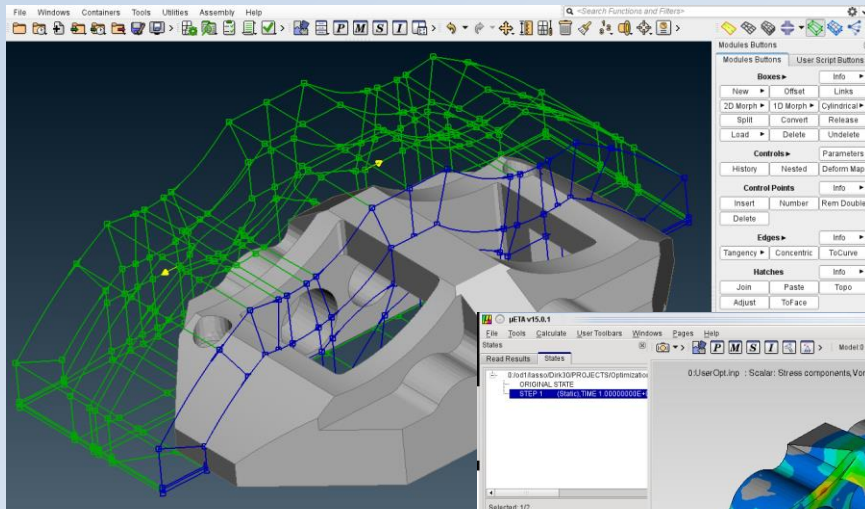 File Windows Containers Tools Utilities Assembly Help
<Search Functions and Filters>
P M S I
Modules Buttons
Modules Buttons User Script Buttons
Boxes Info
New Offset Links
2D Morph 1D Morph Cylindrical
Split Convert Release
Load Delete Undelete
Controls Parameters
History Nested Deform Map
Control Points Info
Insert Number Rem Double
Delete
Edges Info
Tangency Concentric ToCurve
Hatches Info
Join Paste Topo
Adjust ToFace
µETA v15.0.1
File Tools Calculate User Toolbars Windows Pages Help
States
P M S I Model 0
Read Results States
ORIGINAL STATE
STEP 1 (Static),TIME 1.00000000E+
0:UserOpt.inp : Scalar: Stress components,Von
Selected: 1/2